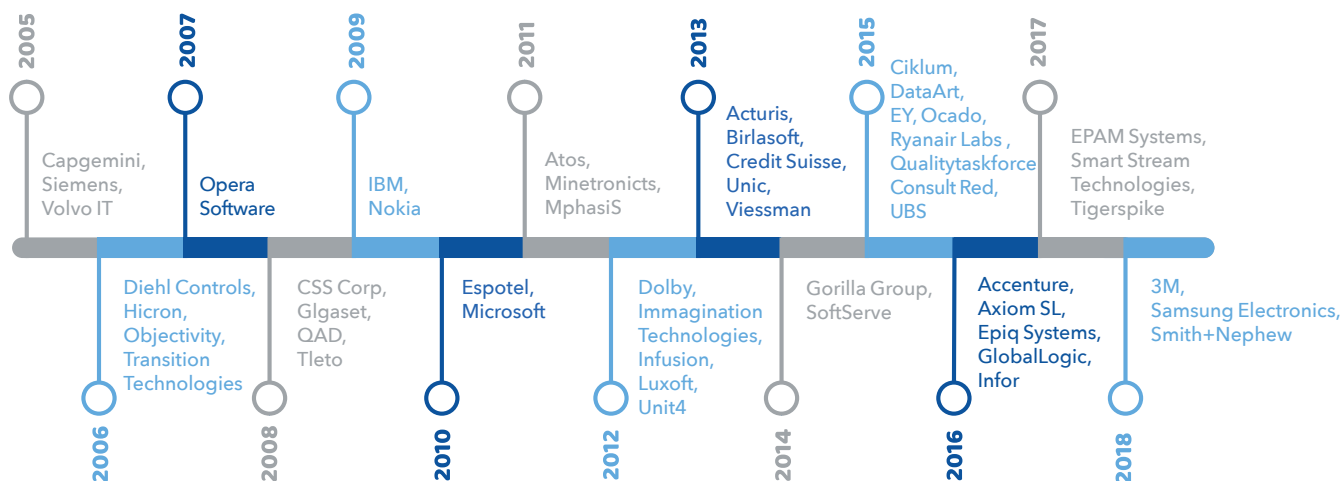 2005
Capgemini,
Siemens,
Volvo IT
2006
Diehl Controls,
Hicron,
Objectivity,
Transition
Technologies
2007
Opera
Software
2008
CSS Corp,
GIgaset,
QAD,
Tleto
2009
IBM,
Nokia
2010
Espotel,
Microsoft
2011
Atos,
Minetronicts,
MphasiS
2012
Dolby,
Immagination
Technologies,
Infusion,
Luxoft,
Unit4
2013
Acturis,
Birlasoft,
Credit Suisse,
Unic,
Viessman
2014
Gorilla Group,
SoftServe
2015
Ciklum,
DataArt,
EY, Ocado,
Ryanair Labs ,
Qualitytaskforce
Consult Red,
UBS
2016
Accenture,
Axiom SL,
Epiq Systems,
GlobalLogic,
Infor
2017
EPAM Systems,
Smart Stream
Technologies,
Tigerspike
2018
3M,
Samsung Electronics,
Smith+Nephew